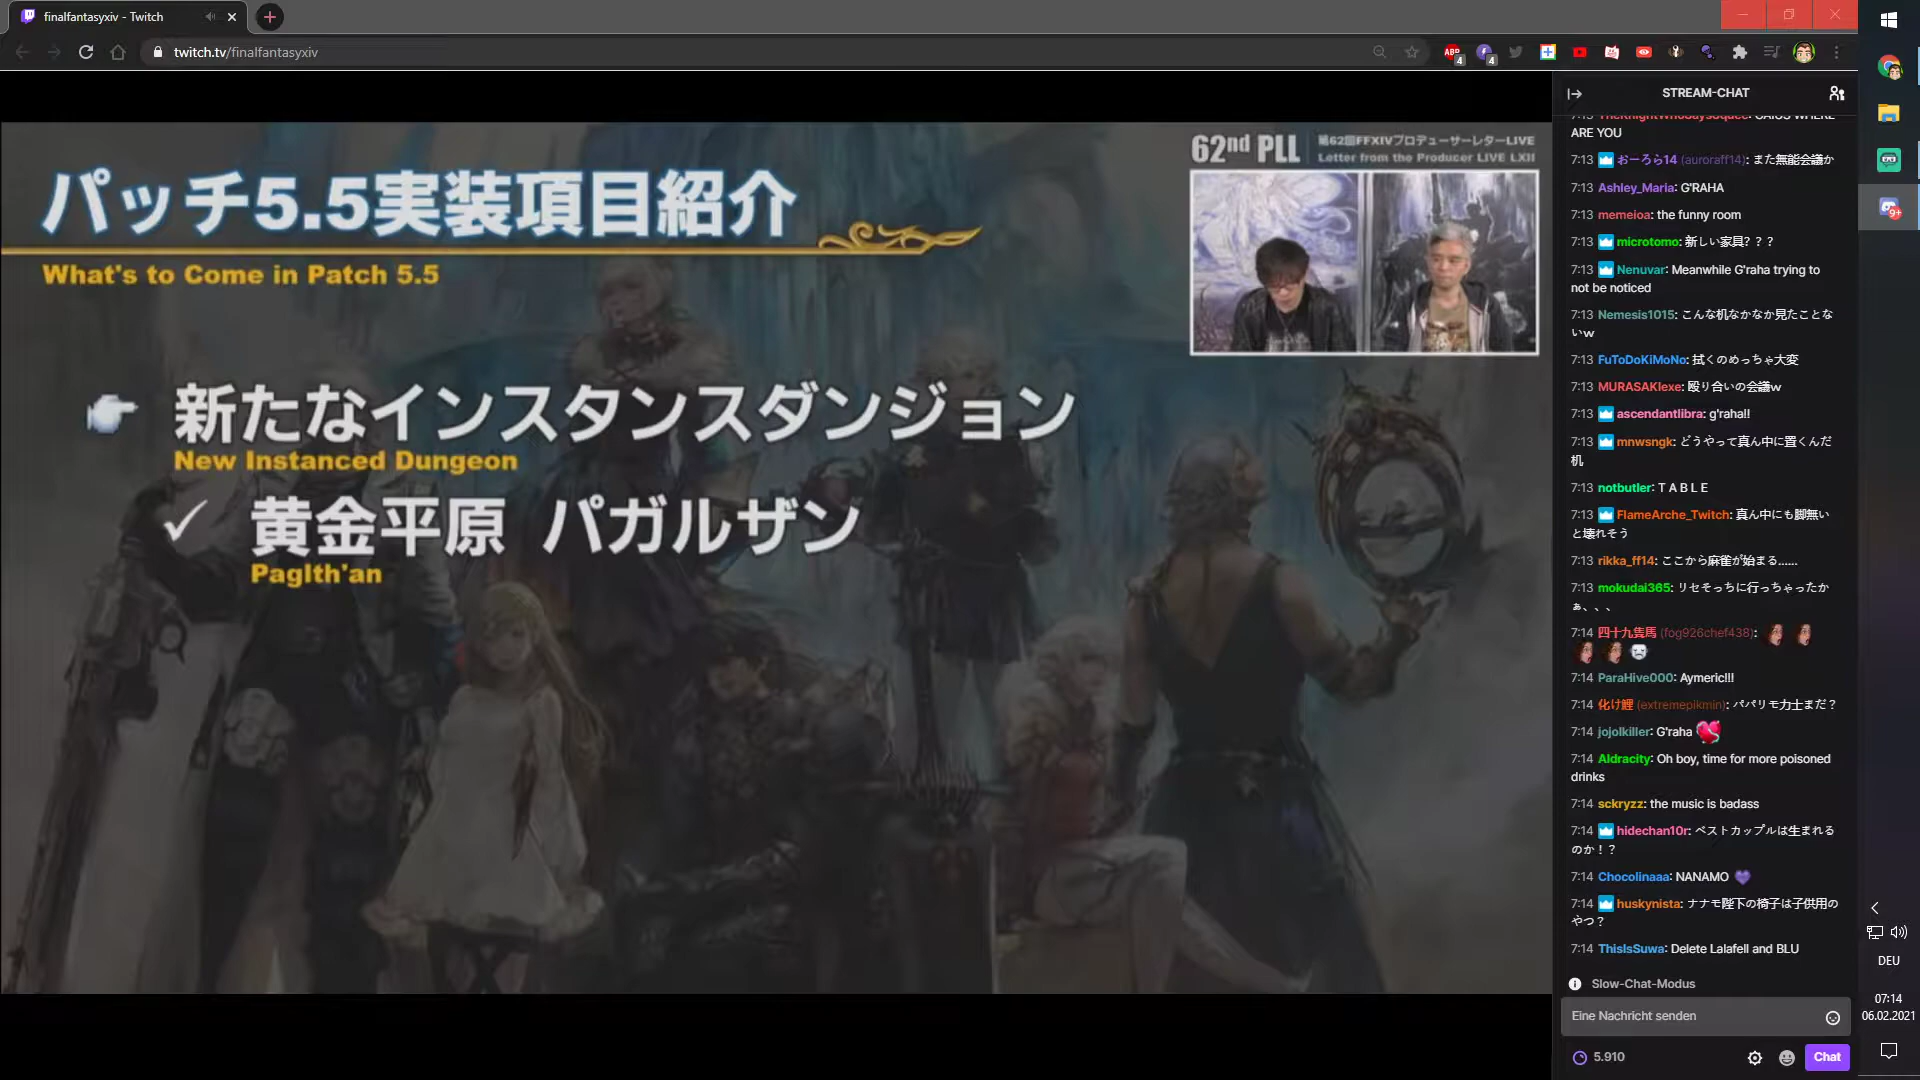 finalfantasyxiv - Twitch
twitch.tv/finalfantasyxiv
ABP
4
4
62nd PLL
第62回FFXIVプロデューサーレターLIVE
Letter from the Producer LIVE LXII
パッチ5.5実装項目紹介
What's to Come in Patch 5.5
新たなインスタンスダンジョン
New Instanced Dungeon
黄金平原 パガルザン
Paglth'an
STREAM-CHAT
ARE YOU
7:13 おーろら14 (auroraff14): また無能会議か
7:13 Ashley_Maria: G'RAHA
7:13 memeioa: the funny room
7:13 microtomo: 新しい家具？？？
7:13 Nenuvar: Meanwhile G'raha trying to
not be noticed
7:13 Nemesis1015: こんな机なかなか見たことな
いw
7:13 FuToDoKiMoNo: 拭くのめっちゃ大変
7:13 MURASAKIexe: 殴り合いの会議w
7:13 ascendantlibra: g'raha!!
7:13 mnwsngk: どうやって真ん中に置くんだ
机
7:13 notbutler: T A B L E
7:13 FlameArche_Twitch: 真ん中にも脚無い
と壊れそう
7:13 rikka_ff14: ここから麻雀が始まる......
7:13 mokudai365: リセそっちに行っちゃったか
ぁ、、、
7:14 四十九隻馬 (fog926chef438):
7:14 ParaHive000: Aymeric!!!
7:14 化け鯉 (extremepikmin): パパリモ力士まだ？
7:14 jojolkiller: G'raha
7:14 Aldracity: Oh boy, time for more poisoned
drinks
7:14 sckryzz: the music is badass
7:14 hidechan10r: ベストカップルは生まれる
のか！？
7:14 Chocolinaaa: NANAMO
7:14 huskynista: ナナモ陛下の椅子は子供用の
やつ？
7:14 ThisIsSuwa: Delete Lalafell and BLU
Slow-Chat-Modus
Eine Nachricht senden
5.910
Chat
9+
DEU
07:14
06.02.2021